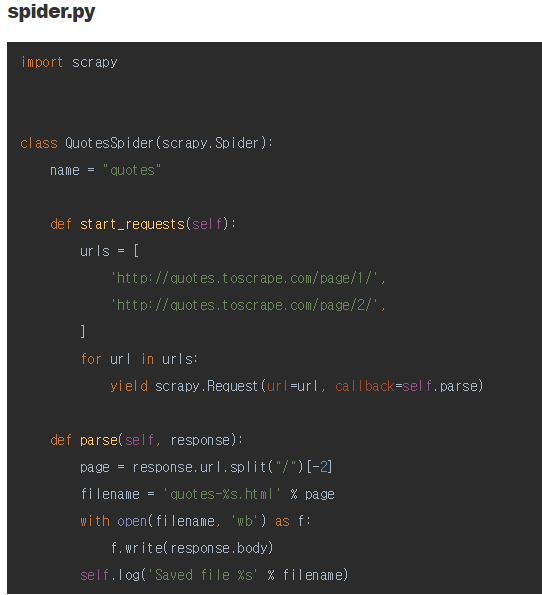 spider.py
import scrapy
class QuotesSpider(scrapy.Spider):
    name = "quotes"
    def start_requests(self):
        urls = [
            'http://quotes.toscrape.com/page/1/',
            'http://quotes.toscrape.com/page/2/',
        ]
        for url in urls:
            yield scrapy.Request(url=url, callback=self.parse)
    def parse(self, response):
        page = response.url.split("/")[-2]
        filename = 'quotes-%s.html' % page
        with open(filename, 'wb') as f:
            f.write(response.body)
        self.log('Saved file %s' % filename)